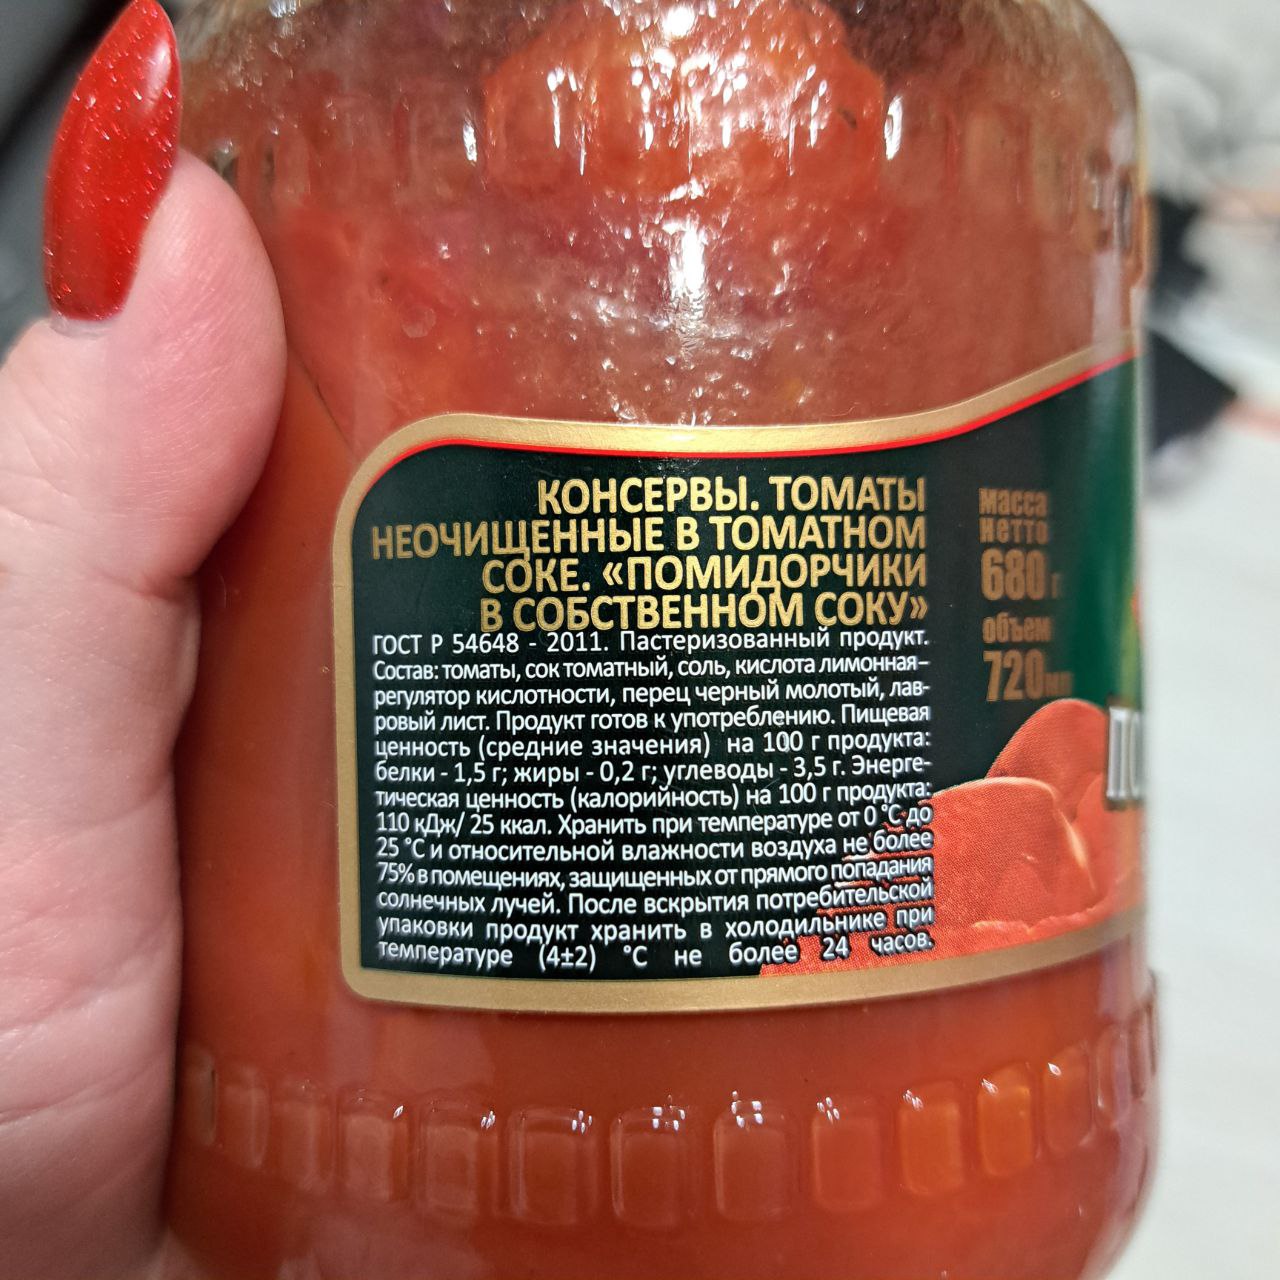 КОНСЕРВЫ. ТОМАТЫ
НЕОЧИЩЕННЫЕ В ТОМАТНОМ
СОКЕ. «ПОМИДОРЧИКИ
В СОБСТВЕННОМ СОКУ»
ГОСТ Р 54648 - 2011. Пастеризованный продукт.
Состав: томаты, сок томатный, соль, кислота лимонная–
регулятор кислотности, перец черный молотый, лав-
ровый лист. Продукт готов к употреблению. Пищевая
ценность (средние значения) на 100 г продукта:
белки - 1,5 г; жиры - 0,2 г; углеводы - 3,5 г. Энерге-
тическая ценность (калорийность) на 100 г продукта:
110 кДж/ 25 ккал. Хранить при температуре от 0 °С до
25 °С и относительной влажности воздуха не более
75% в помещениях, защищенных от прямого попадания
солнечных лучей. После вскрытия потребительской
упаковки продукт хранить в холодильнике при
температуре (4±2) °С не более 24 часов.
масса
нетто
680 г
объем
720 мл